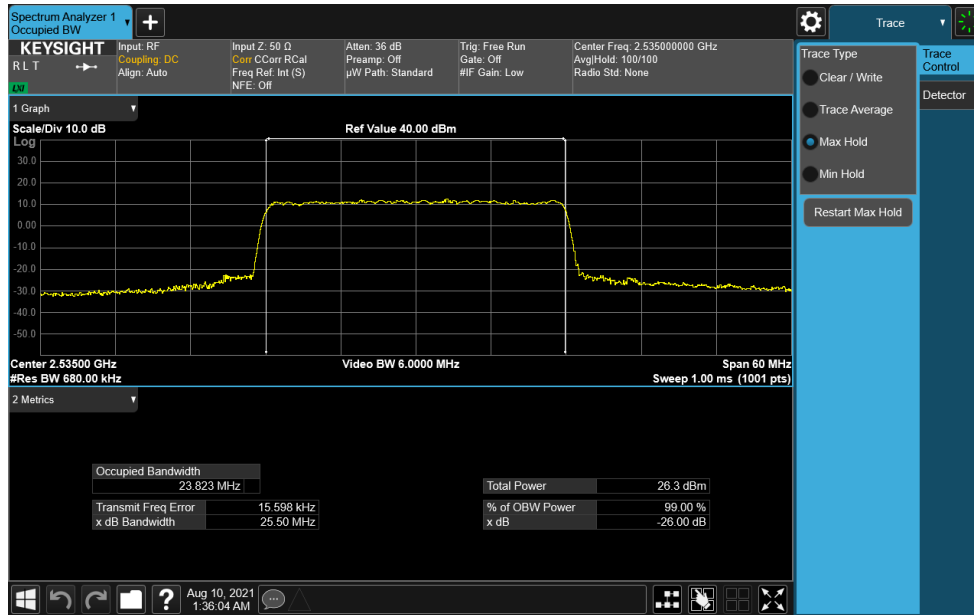 Spectrum Analyzer 1
Occupied BW
Trace
KEYSIGHT
R L T
LXI
Input: RF
Coupling: DC
Align: Auto
Input Z: 50 Ω
Corr CCorr RCal
Freq Ref: Int (S)
NFE: Off
Atten: 36 dB
Preamp: Off
µW Path: Standard
Trig: Free Run
Gate: Off
#IF Gain: Low
Center Freq: 2.535000000 GHz
Avg|Hold: 100/100
Radio Std: None
Trace Type
Clear / Write
Trace Average
Max Hold
Min Hold
Restart Max Hold
Trace
Control
Detector
1 Graph
Scale/Div 10.0 dB
Ref Value 40.00 dBm
Log
30.0
20.0
10.0
0.00
-10.0
-20.0
-30.0
-40.0
-50.0
Center 2.53500 GHz
#Res BW 680.00 kHz
Video BW 6.0000 MHz
Span 60 MHz
Sweep 1.00 ms (1001 pts)
2 Metrics
Occupied Bandwidth
23.823 MHz
Transmit Freq Error 15.598 kHz
x dB Bandwidth 25.50 MHz
Total Power 26.3 dBm
% of OBW Power 99.00 %
x dB -26.00 dB
?
Aug 10, 2021
1:36:04 AM